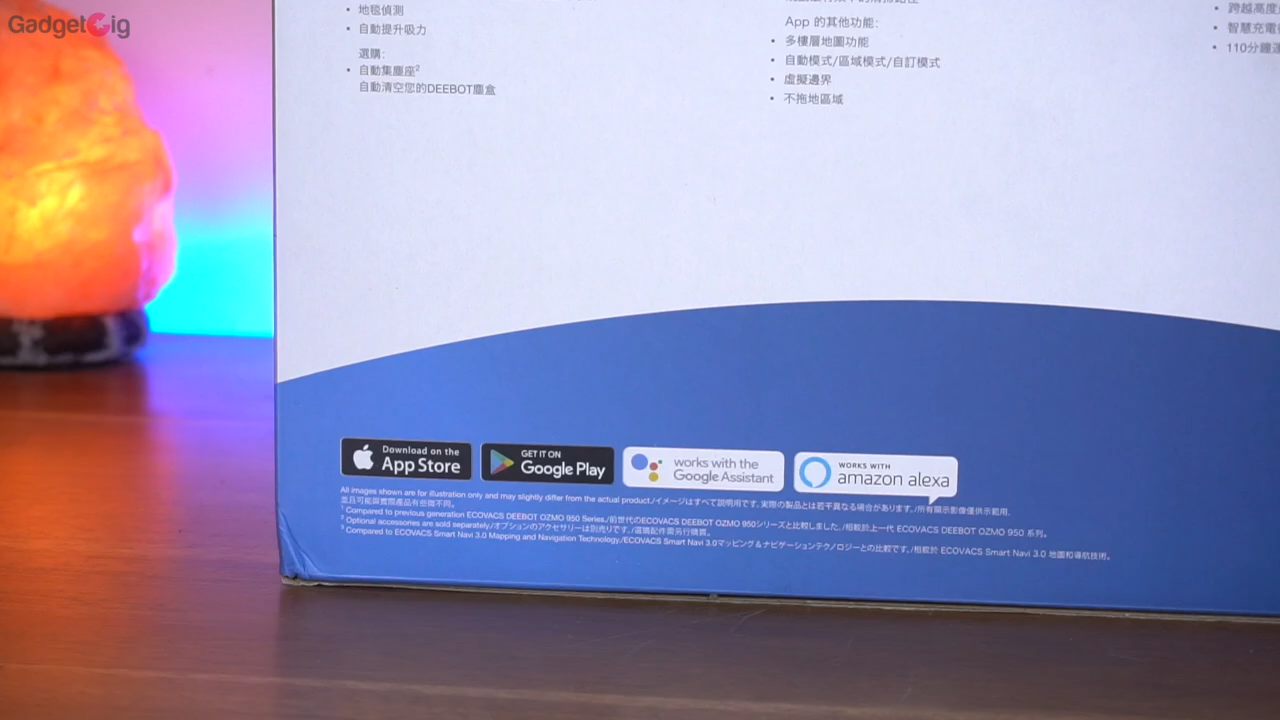 GadgetGig
地毯偵測
自動提升吸力
選購:
自動集塵座²
自動清空您的DEEBOT塵盒
App 的其他功能:
多樓層地圖功能
自動模式/區域模式/自訂模式
虛擬邊界
不拖地區域
跨越高度
智慧充電
110分鐘
Download on the
App Store
GET IT ON
Google Play
works with the
Google Assistant
WORKS WITH
amazon alexa
All images shown are for illustration only and may slightly differ from the actual product./イメージはすべて説明用です。実際の製品とは若干異なる場合があります。/所有顯示影像僅供示範用,
並且可能與實際產品有些微不同。
¹ Compared to previous generation ECOVACS DEEBOT OZMO 950 Series./前世代のECOVACS DEEBOT OZMO 950シリーズと比較しました。/相較於上一代 ECOVACS DEEBOT OZMO 950 系列。
² Optional accessories are sold separately./オプションのアクセサリーは別売りです。/選購配件需另行購買。
³ Compared to ECOVACS Smart Navi 3.0 Mapping and Navigation Technology./ECOVACS Smart Navi 3.0マッピング&ナビゲーションテクノロジーとの比較です。/相較於 ECOVACS Smart Navi 3.0 地圖和導航技術。